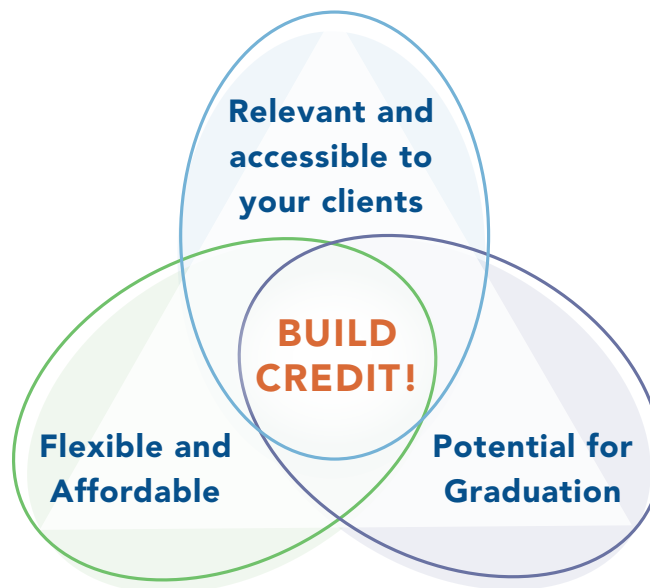 Relevant and
accessible to
your clients
BUILD
CREDIT!
Flexible and
Affordable
Potential for
Graduation